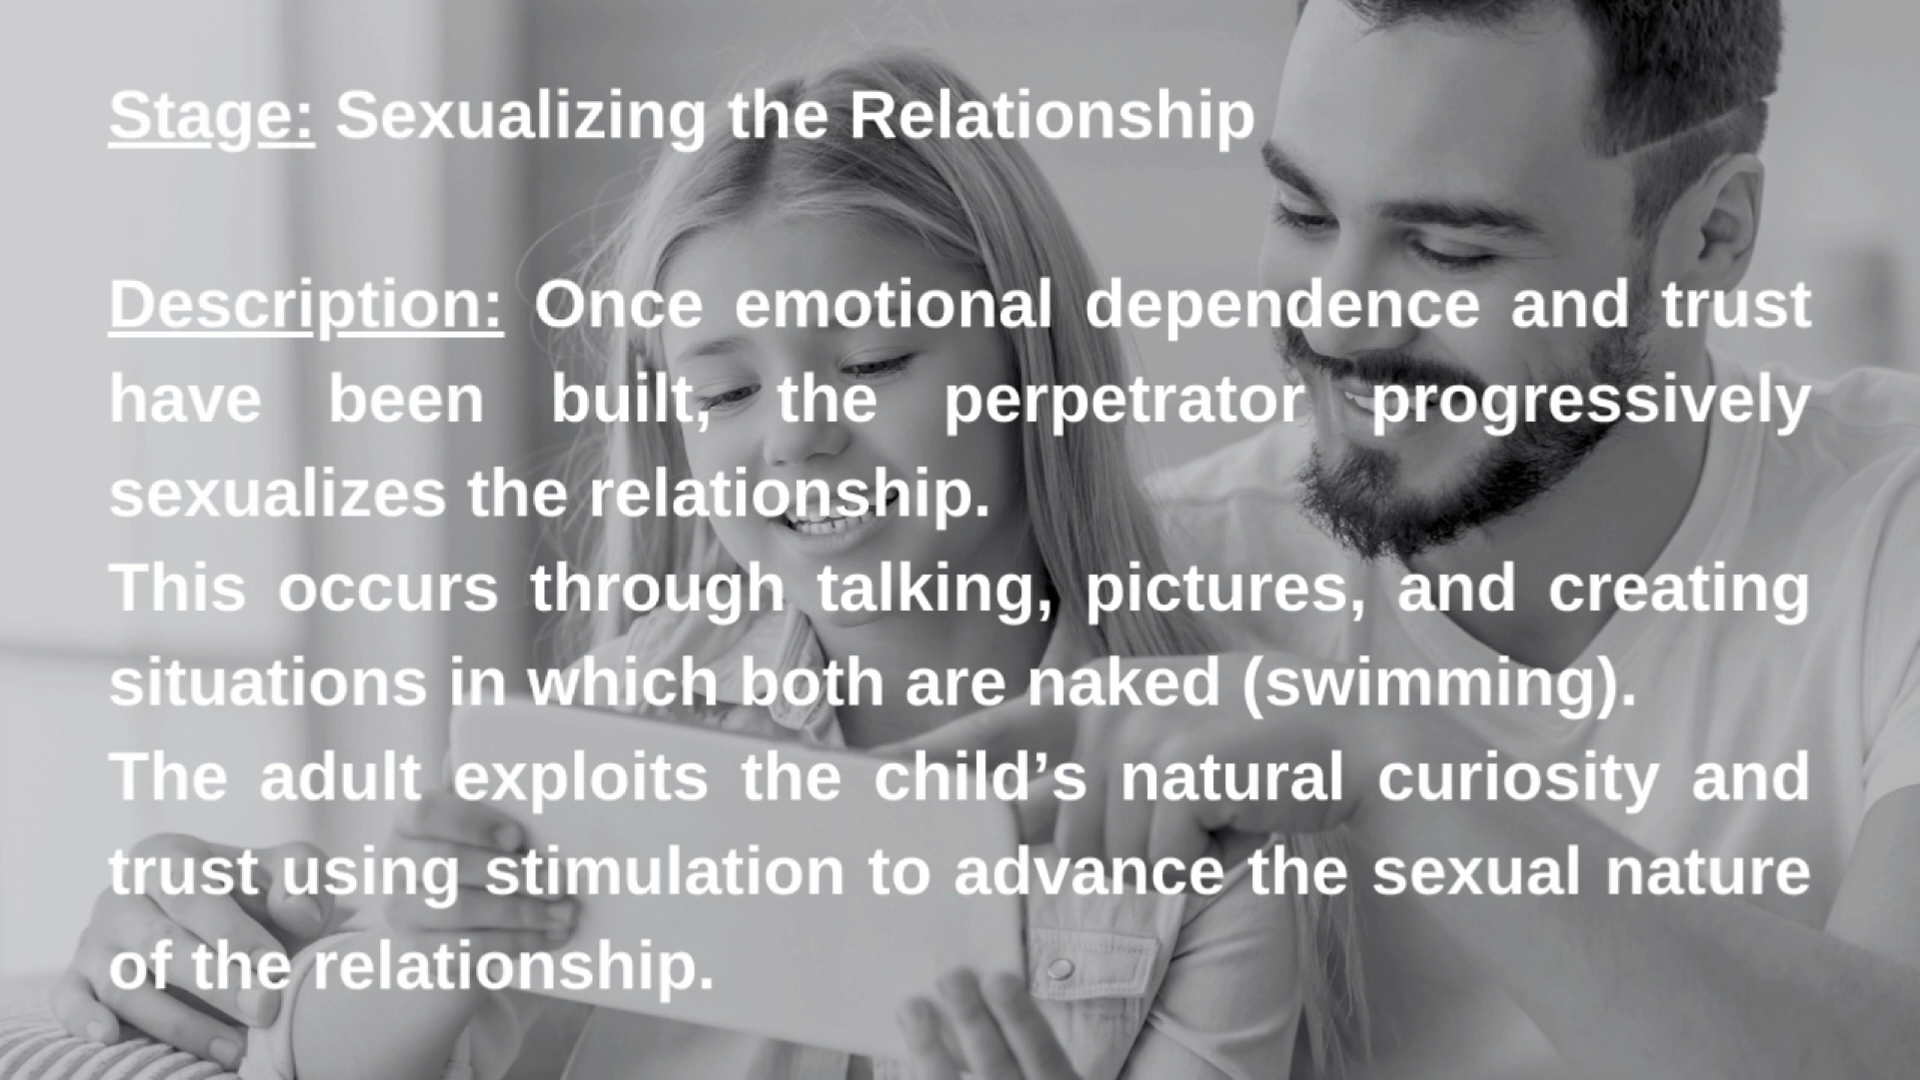 Stage: Sexualizing the Relationship
Description: Once emotional dependence and trust
have been built, the perpetrator progressively
sexualizes the relationship.
This occurs through talking, pictures, and creating
situations in which both are naked (swimming).
The adult exploits the child’s natural curiosity and
trust using stimulation to advance the sexual nature
of the relationship.